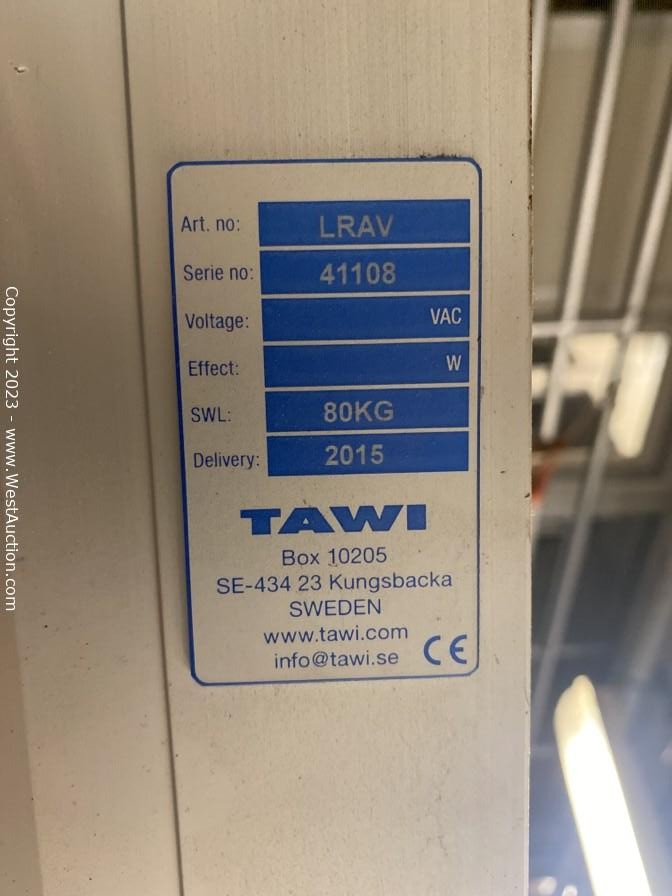 Art. no: LRAV
Serie no: 41108
Voltage: VAC
Effect: W
SWL: 80KG
Delivery: 2015
TAWI
Box 10205
SE-434 23 Kungsbacka
SWEDEN
www.tawi.com
info@tawi.se CE
Copyright 2023 - www.WestAuction.com